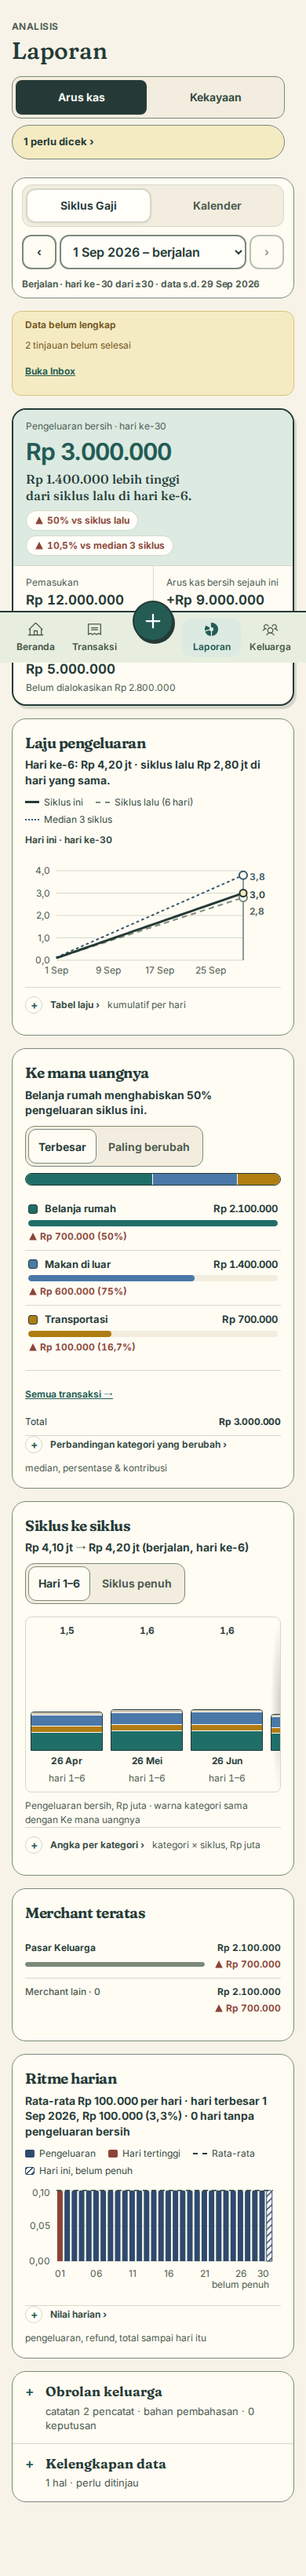 ANALISIS
Laporan
Arus kas Kekayaan
1 perlu dicek ›
Siklus Gaji Kalender
‹ 1 Sep 2026 – berjalan ›
Berjalan · hari ke-30 dari ±30 · data s.d. 29 Sep 2026
Data belum lengkap
2 tinjauan belum selesai
Buka Inbox
Pengeluaran bersih · hari ke-30
Rp 3.000.000
Rp 1.400.000 lebih tinggi
dari siklus lalu di hari ke-6.
▲ 50% vs siklus lalu
▲ 10,5% vs median 3 siklus
Pemasukan Arus kas bersih sejauh ini
Rp 12.000.000 +Rp 9.000.000
Beranda Transaksi + Laporan Keluarga
Rp 5.000.000
Belum dialokasikan Rp 2.800.000
Laju pengeluaran
Hari ke-6: Rp 4,20 jt · siklus lalu Rp 2,80 jt di
hari yang sama.
Siklus ini Siklus lalu (6 hari)
Median 3 siklus
Hari ini · hari ke-30
4,0
3,8
3,0
3,0
2,0
2,8
1,0
0,0
1 Sep 9 Sep 17 Sep 25 Sep
+ Tabel laju › kumulatif per hari
Ke mana uangnya
Belanja rumah menghabiskan 50%
pengeluaran siklus ini.
Terbesar Paling berubah
Belanja rumah Rp 2.100.000
▲ Rp 700.000 (50%)
Makan di luar Rp 1.400.000
▲ Rp 600.000 (75%)
Transportasi Rp 700.000
▲ Rp 100.000 (16,7%)
Semua transaksi →
Total Rp 3.000.000
+ Perbandingan kategori yang berubah ›
median, persentase & kontribusi
Siklus ke siklus
Rp 4,10 jt → Rp 4,20 jt (berjalan, hari ke-6)
Hari 1–6 Siklus penuh
1,5 1,6 1,6
26 Apr 26 Mei 26 Jun
hari 1–6 hari 1–6 hari 1–6
Pengeluaran bersih, Rp juta · warna kategori sama
dengan Ke mana uangnya
+ Angka per kategori › kategori × siklus, Rp juta
Merchant teratas
Pasar Keluarga Rp 2.100.000
▲ Rp 700.000
Merchant lain · 0 Rp 2.100.000
▲ Rp 700.000
Ritme harian
Rata-rata Rp 100.000 per hari · hari terbesar 1
Sep 2026, Rp 100.000 (3,3%) · 0 hari tanpa
pengeluaran bersih
Pengeluaran Hari tertinggi Rata-rata
Hari ini, belum penuh
0,10
0,05
0,00
01 06 11 16 21 26 30
belum penuh
+ Nilai harian ›
pengeluaran, refund, total sampai hari itu
+ Obrolan keluarga
catatan 2 pencatat · bahan pembahasan · 0
keputusan
+ Kelengkapan data
1 hal · perlu ditinjau